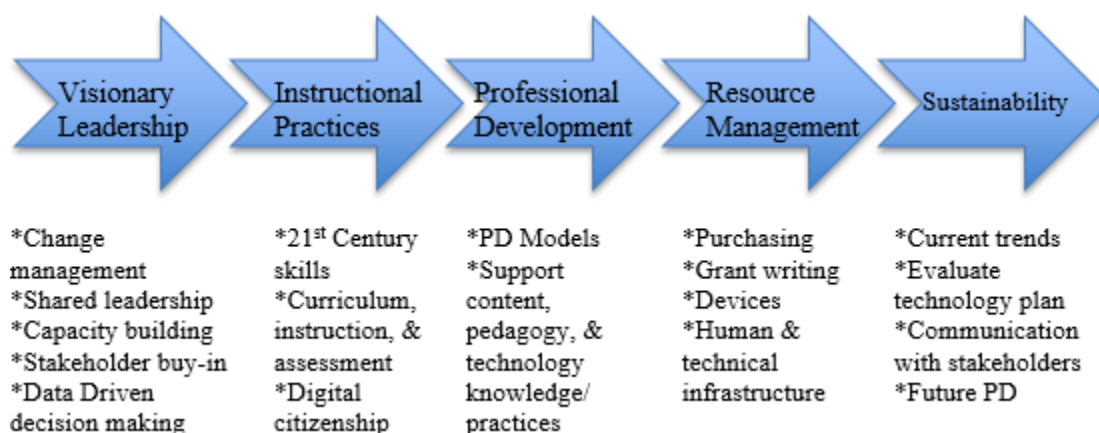 Visionary
Leadership
Instructional
Practices
Professional
Development
Resource
Management
Sustainability
*Change
management
*Shared leadership
*Capacity building
*Stakeholder buy-in
*Data Driven
decision making
*21st Century
skills
*Curriculum,
instruction, &
assessment
*Digital
citizenship
*PD Models
*Support
content,
pedagogy, &
technology
knowledge/
practices
*Purchasing
*Grant writing
*Devices
*Human &
technical
infrastructure
*Current trends
*Evaluate
technology plan
*Communication
with stakeholders
*Future PD